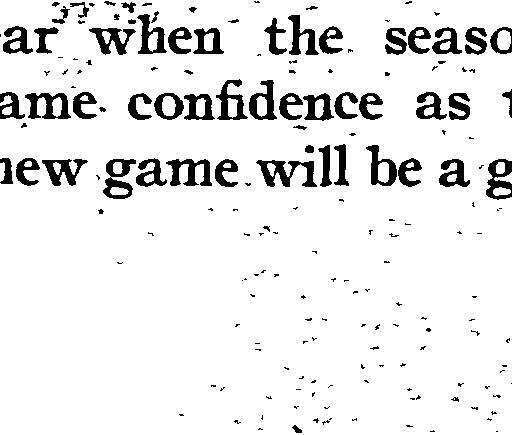 ar when the seaso
ame confidence as t
new game will be a g